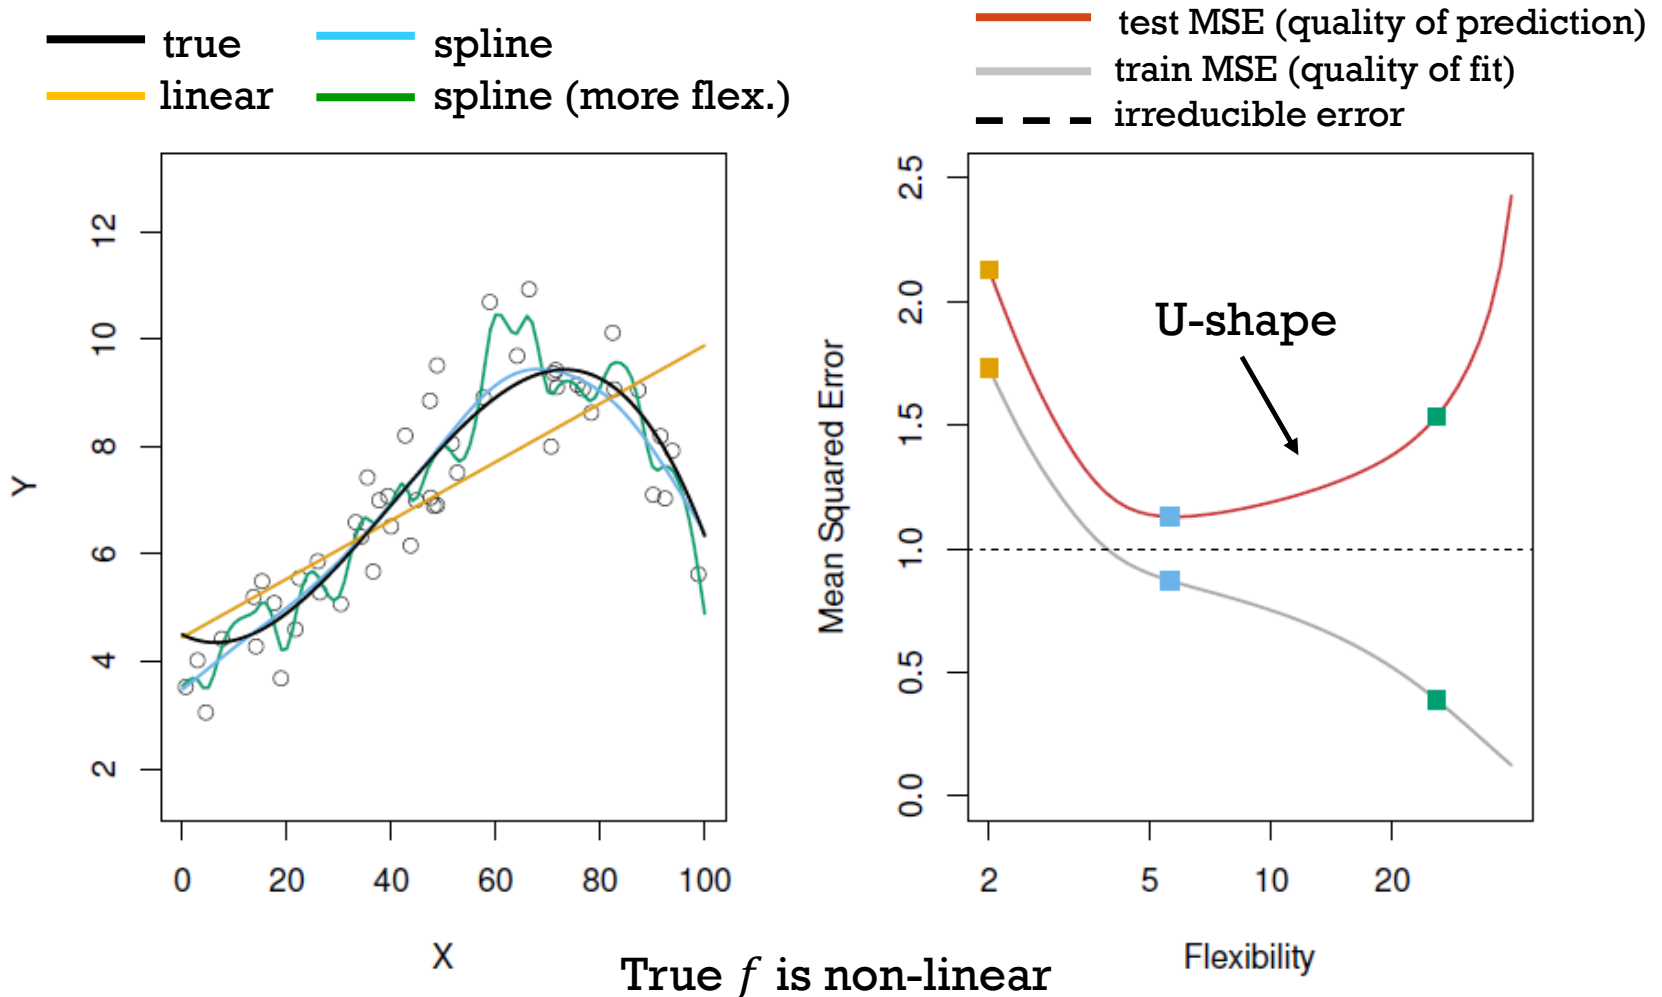 true
spline
linear
spline (more flex.)
test MSE (quality of prediction)
train MSE (quality of fit)
irreducible error
12
10
8
6
4
2
Y
0 20 40 60 80 100
X
2.5
2.0
1.5
1.0
0.5
0.0
Mean Squared Error
U-shape
2 5 10 20
Flexibility
True f is non-linear